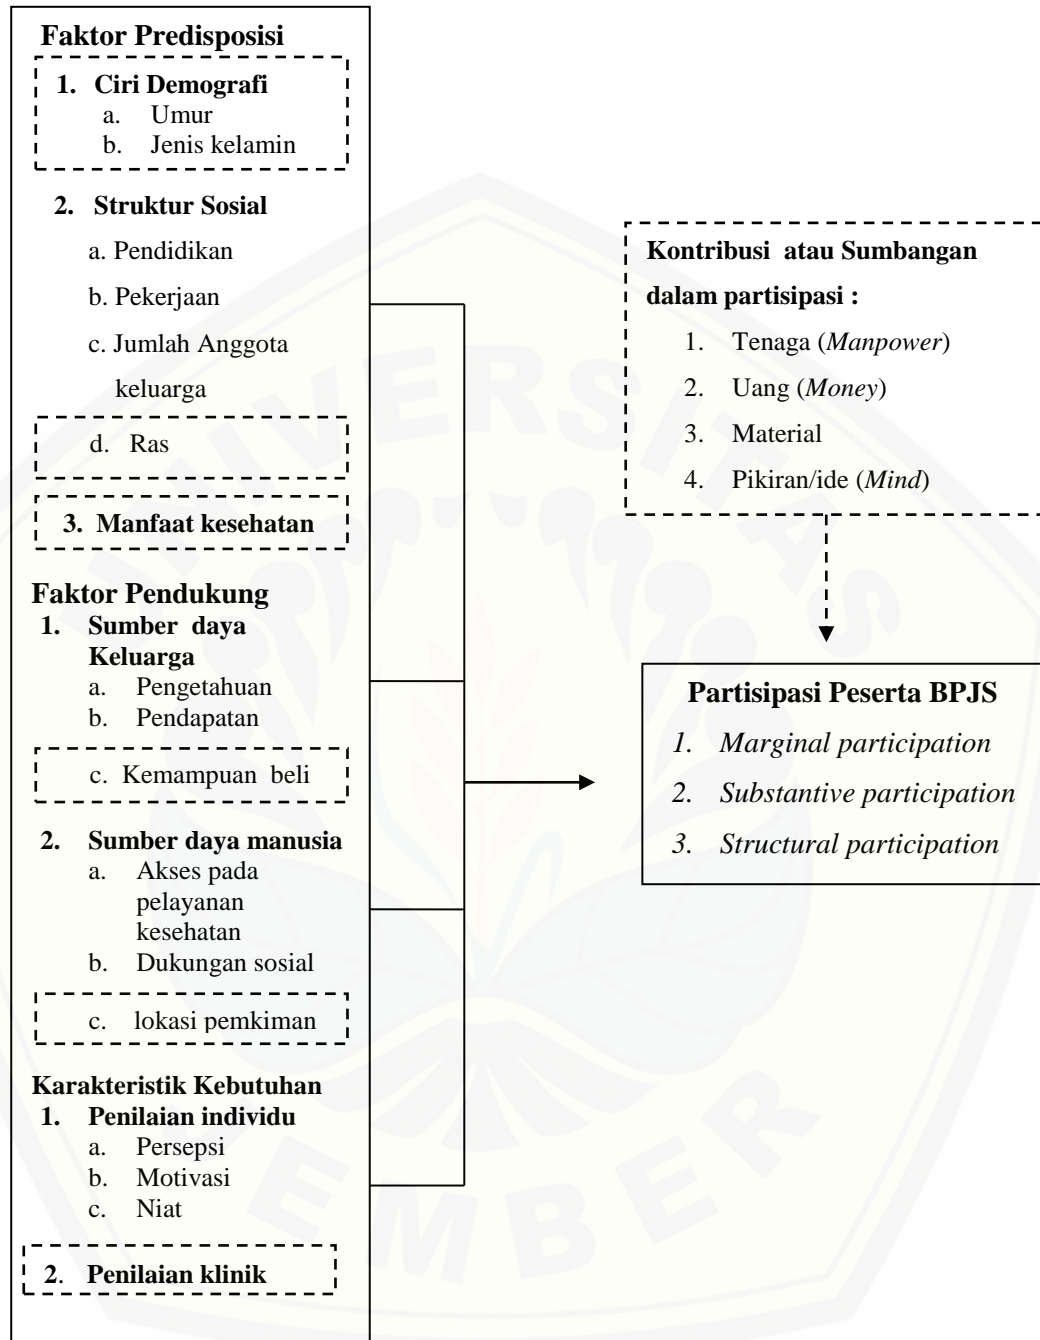 Faktor Predisposisi
1. Ciri Demografi
a. Umur
b. Jenis kelamin
2. Struktur Sosial
a. Pendidikan
b. Pekerjaan
c. Jumlah Anggota
keluarga
d. Ras
3. Manfaat kesehatan
Faktor Pendukung
1. Sumber daya
Keluarga
a. Pengetahuan
b. Pendapatan
c. Kemampuan beli
2. Sumber daya manusia
a. Akses pada
pelayanan
kesehatan
b. Dukungan sosial
c. lokasi pemkiman
Karakteristik Kebutuhan
1. Penilaian individu
a. Persepsi
b. Motivasi
c. Niat
2. Penilaian klinik
Kontribusi atau Sumbangan
dalam partisipasi :
1. Tenaga (Manpower)
2. Uang (Money)
3. Material
4. Pikiran/ide (Mind)
Partisipasi Peserta BPJS
1. Marginal participation
2. Substantive participation
3. Structural participation
UNIVERSITAS
JEMBER